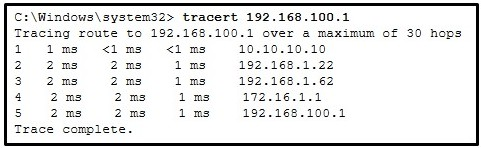 C:\Windows\system32> tracert 192.168.100.1
Tracing route to 192.168.100.1 over a maximum of 30 hops
1 1 ms <1 ms <1 ms 10.10.10.10
2 2 ms 2 ms 1 ms 192.168.1.22
3 2 ms 2 ms 1 ms 192.168.1.62
4 2 ms 2 ms 1 ms 172.16.1.1
5 2 ms 2 ms 1 ms 192.168.100.1
Trace complete.